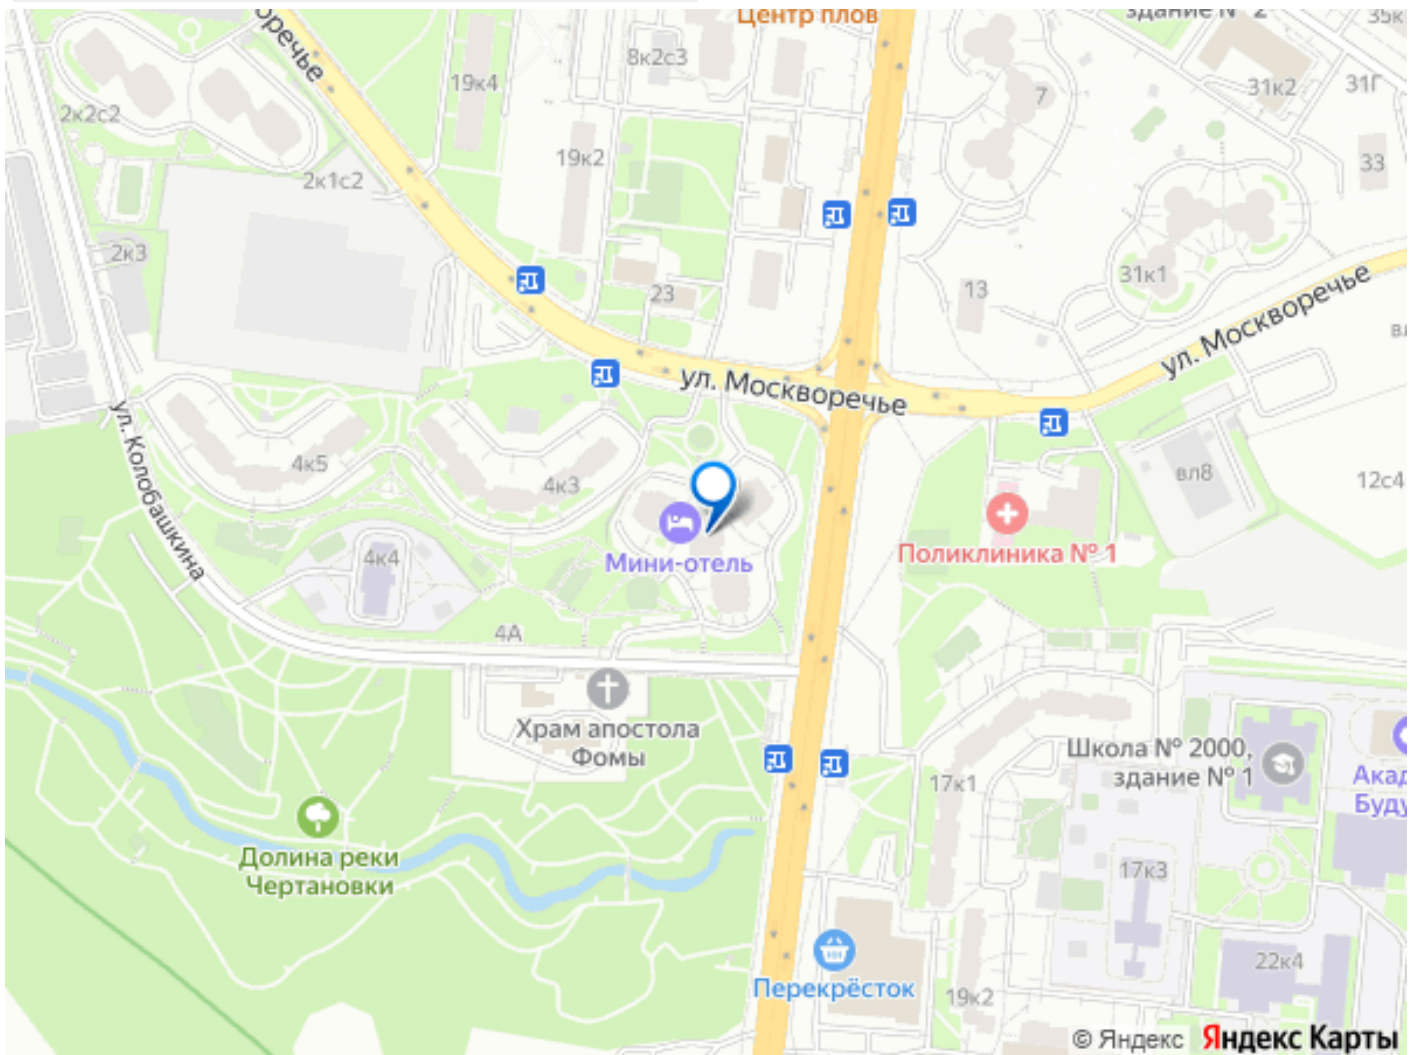 Центр плов
здание № 2
35к
оречье
8к2с3
19к4
7
31к2
31Г
2к2с2
19к2
33
2к1с2
2к3
23
13
31к1
ул. Москворечье
ул. Москворечье
ул. Колобашкина
4к5
4к3
вл8
12с4
Мини-отель
Поликлиника № 1
4к4
4А
Храм апостола
Фомы
Школа № 2000,
здание № 1
17к1
Акад
Буду
Долина реки
Чертановки
17к3
Перекрёсток
19к2
22к4
© Яндекс Яндекс Карты